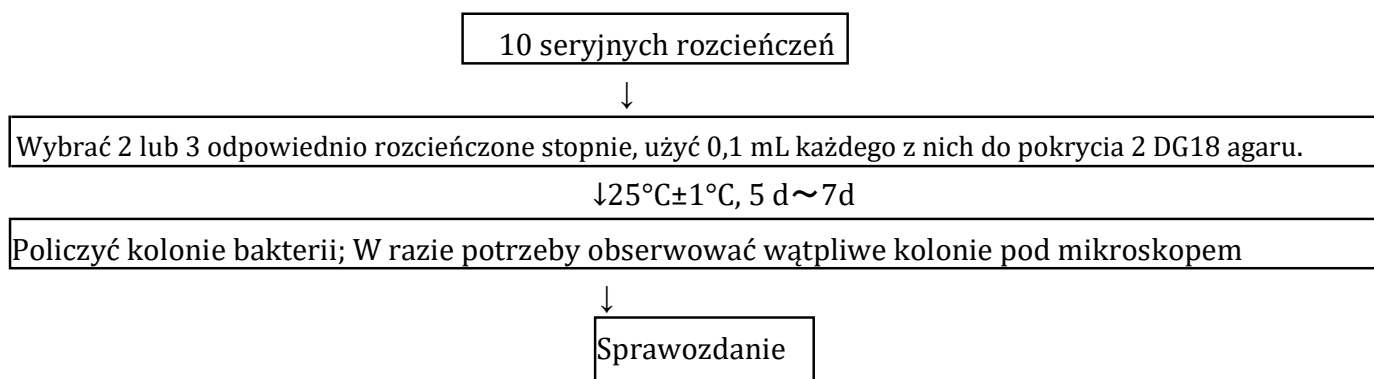 10 seryjnych rozcieńczeń
↓
Wybrać 2 lub 3 odpowiednio rozcieńczone stopnie, użyć 0,1 mL każdego z nich do pokrycia 2 DG18 agaru.
↓25°C±1°C, 5 d～7d
Policzyć kolonie bakterii; W razie potrzeby obserwować wątpliwe kolonie pod mikroskopem
↓
Sprawozdanie